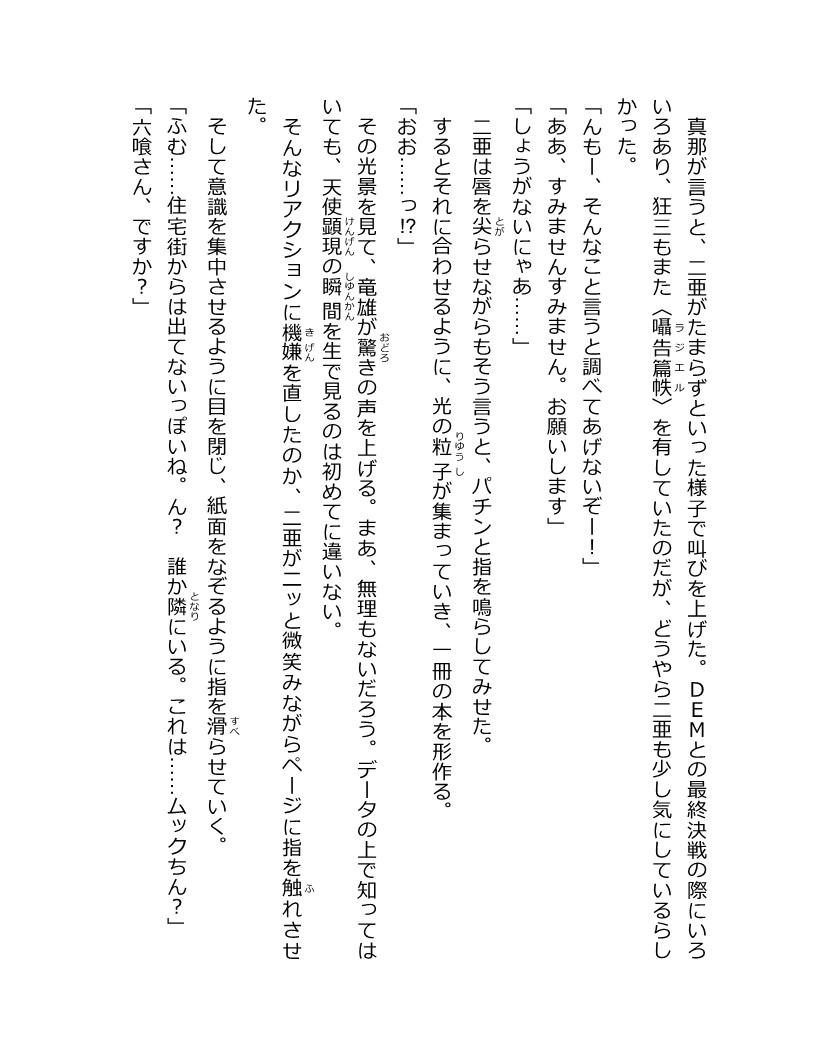 真那が言うと、二亜がたまらずといった様子で叫びを上げた。ＤＥＭとの最終決戦の際にいろ
いろあり、狂三もまた〈囁告篇帙〉を有していたのだが、どうやら二亜も少し気にしているらし
かった。
「んもー、そんなこと言うと調べてあげないぞー！」
「ああ、すみませんすみません。お願いします」
「しょうがないにゃあ……」
　二亜は唇を尖らせながらもそう言うと、パチンと指を鳴らしてみせた。
　するとそれに合わせるように、光の粒子が集まっていき、一冊の本を形作る。
「おお……っ⁉」
　その光景を見て、竜雄が驚きの声を上げる。まあ、無理もないだろう。データの上で知っては
いても、天使顕現の瞬間を生で見るのは初めてに違いない。
　そんなリアクションに機嫌を直したのか、二亜がニッと微笑みながらページに指を触れさせ
た。
　そして意識を集中させるように目を閉じ、紙面をなぞるように指を滑らせていく。
「ふむ……住宅街からは出てないっぽいね。ん？　誰か隣にいる。これは……ムックちん？」
「六喰さん、ですか？」